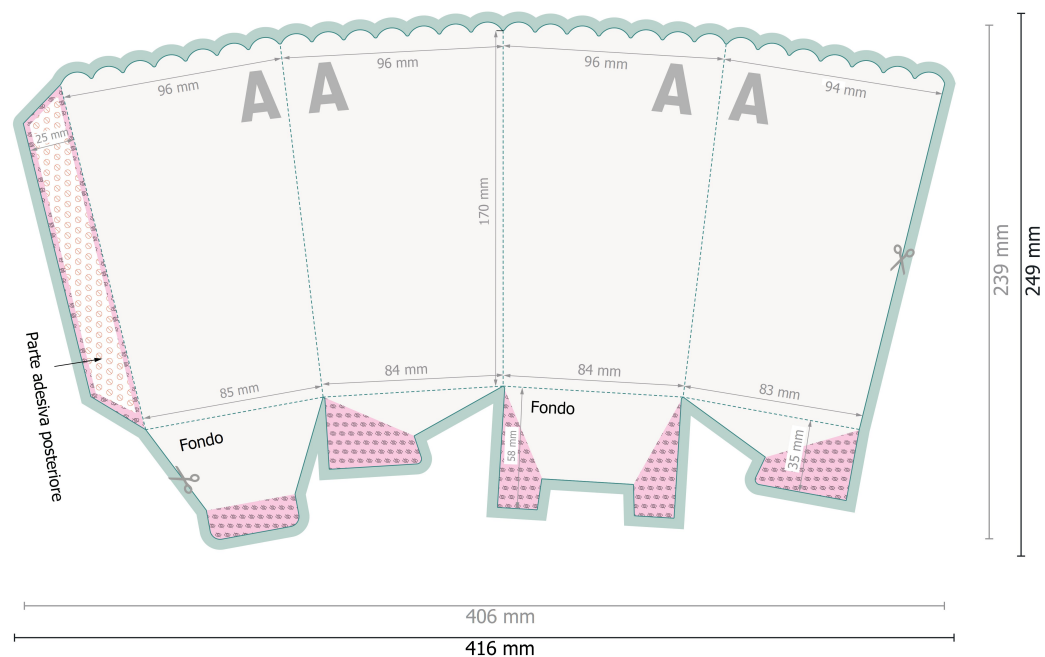 96 mm
96 mm
96 mm
94 mm
A
A
A
A
25 mm
170 mm
239 mm
249 mm
Parte adesiva posteriore
85 mm
84 mm
84 mm
83 mm
Fondo
Fondo
58 mm
35 mm
406 mm
416 mm